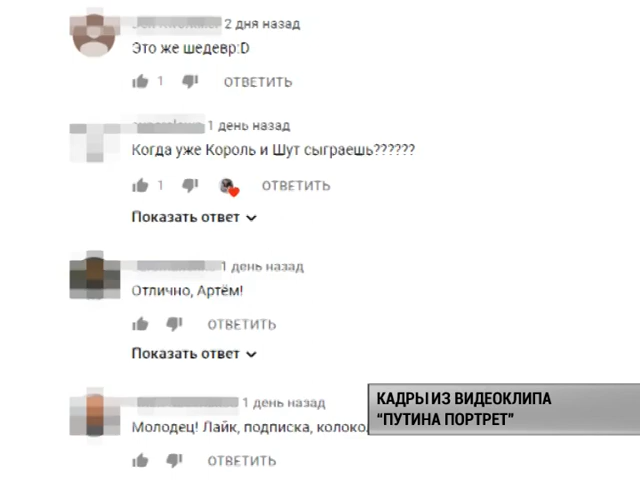 2 дня назад
Это же шедевр:D
1 ОТВЕТИТЬ
1 день назад
Когда уже Король и Шут сыграешь??????
1 ОТВЕТИТЬ
Показать ответ
1 день назад
Отлично, Артём!
ОТВЕТИТЬ
Показать ответ
1 день назад
Молодец! Лайк, подписка,
ОТВЕТИТЬ
КАДРЫ ИЗ ВИДЕОКЛИПА
“ПУТИНА ПОРТРЕТ”